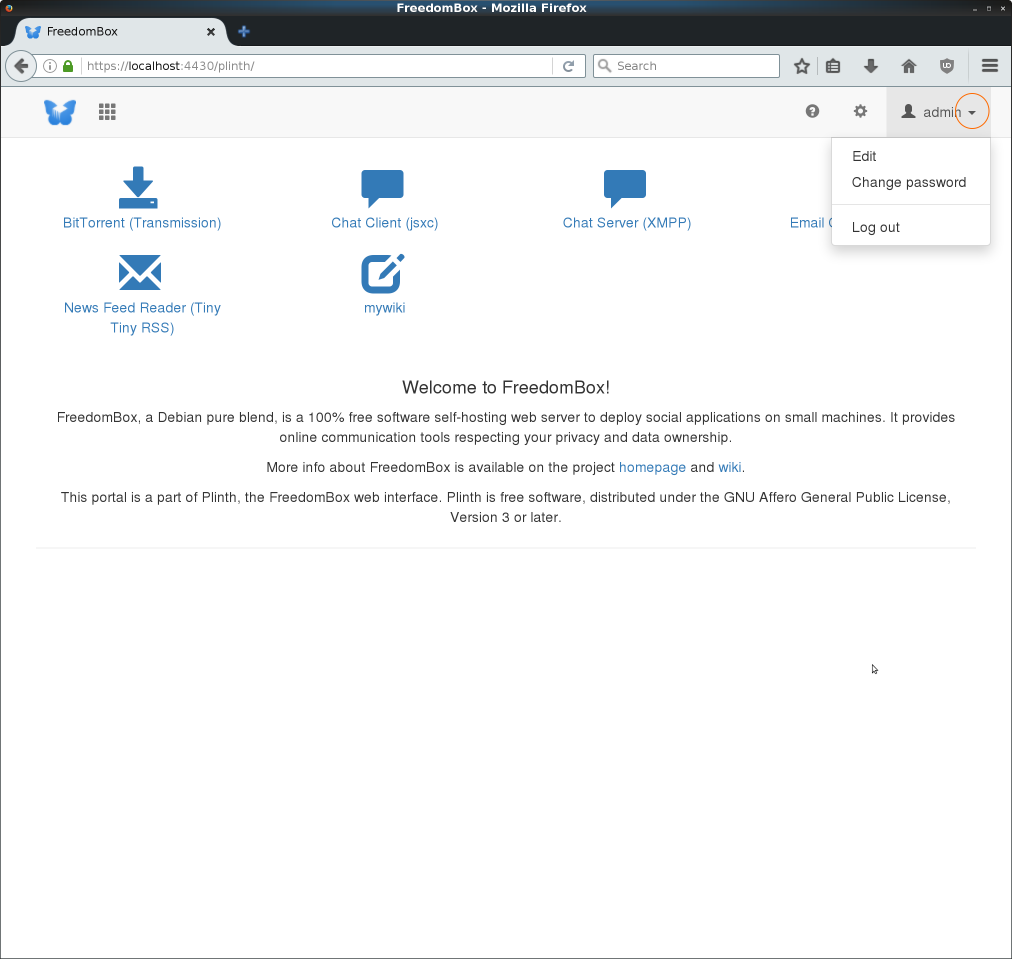 FreedomBox - Mozilla Firefox
FreedomBox
https://localhost:4430/plinth/
Search
admin
Edit
Change password
Log out
BitTorrent (Transmission)
Chat Client (jsxc)
Chat Server (XMPP)
Email
News Feed Reader (Tiny
Tiny RSS)
mywiki
Welcome to FreedomBox!
FreedomBox, a Debian pure blend, is a 100% free software self-hosting web server to deploy social applications on small machines. It provides
online communication tools respecting your privacy and data ownership.
More info about FreedomBox is available on the project homepage and wiki.
This portal is a part of Plinth, the FreedomBox web interface. Plinth is free software, distributed under the GNU Affero General Public License,
Version 3 or later.